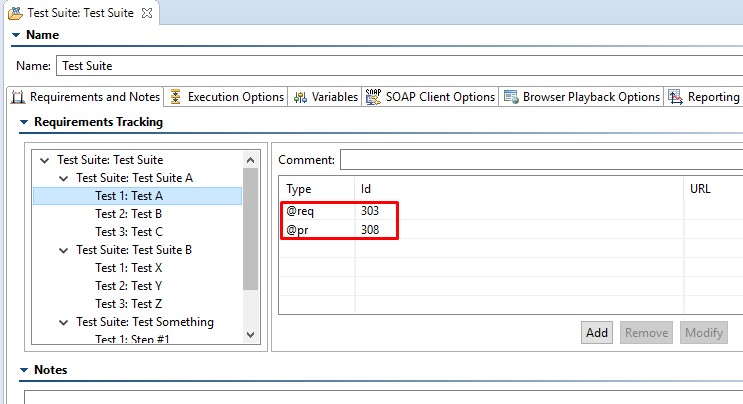 Test Suite: Test Suite
Name
Name: Test Suite
Requirements and Notes Execution Options Variables SOAP SOAP Client Options Browser Playback Options Reporting
Requirements Tracking
Test Suite: Test Suite
Test Suite: Test Suite A
Test 1: Test A
Test 2: Test B
Test 3: Test C
Test Suite: Test Suite B
Test 1: Test X
Test 2: Test Y
Test 3: Test Z
Test Suite: Test Something
Test 1: Step #1
Comment:
Type Id URL
@req 303
@pr 308
Add Remove Modify
Notes